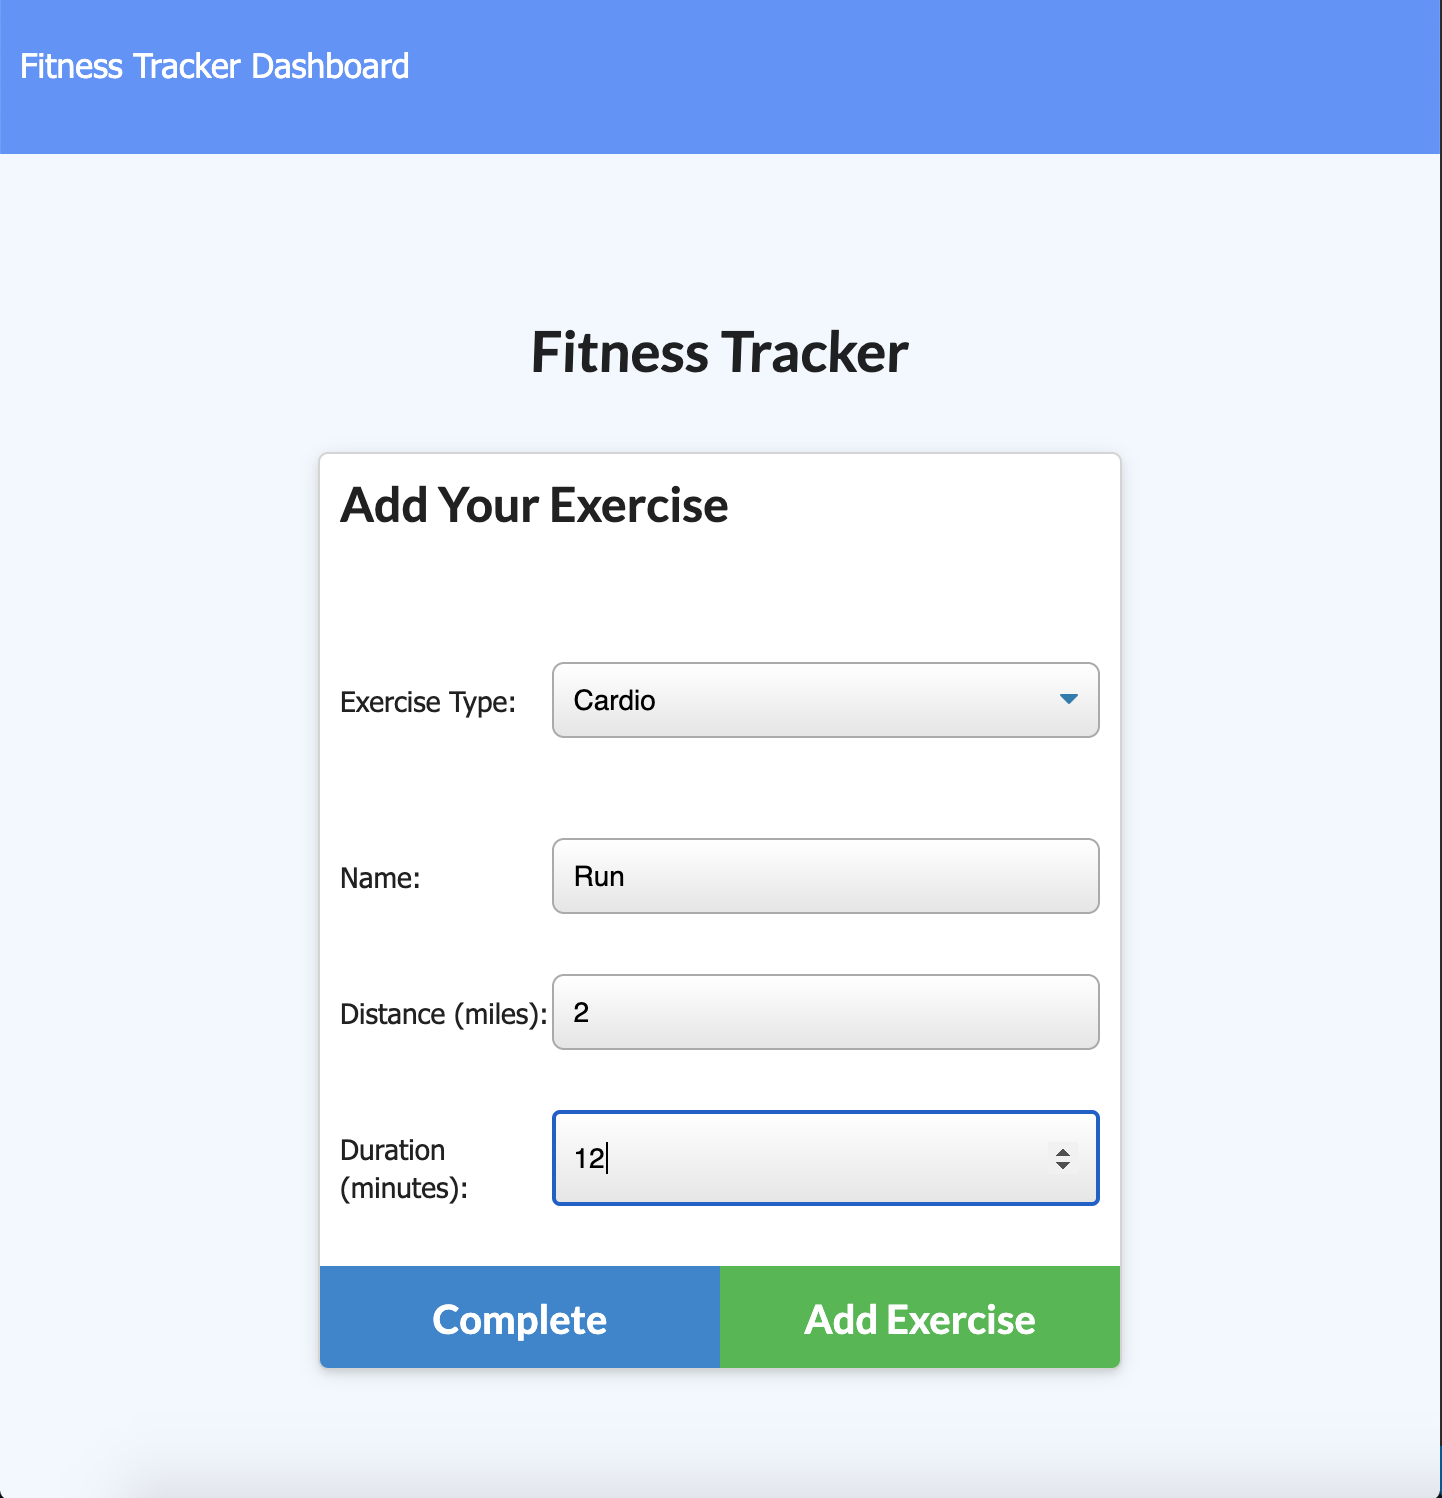 Fitness Tracker Dashboard
Fitness Tracker
Add Your Exercise
Exercise Type: Cardio
Name: Run
Distance (miles): 2
Duration
(minutes): 12
Complete Add Exercise